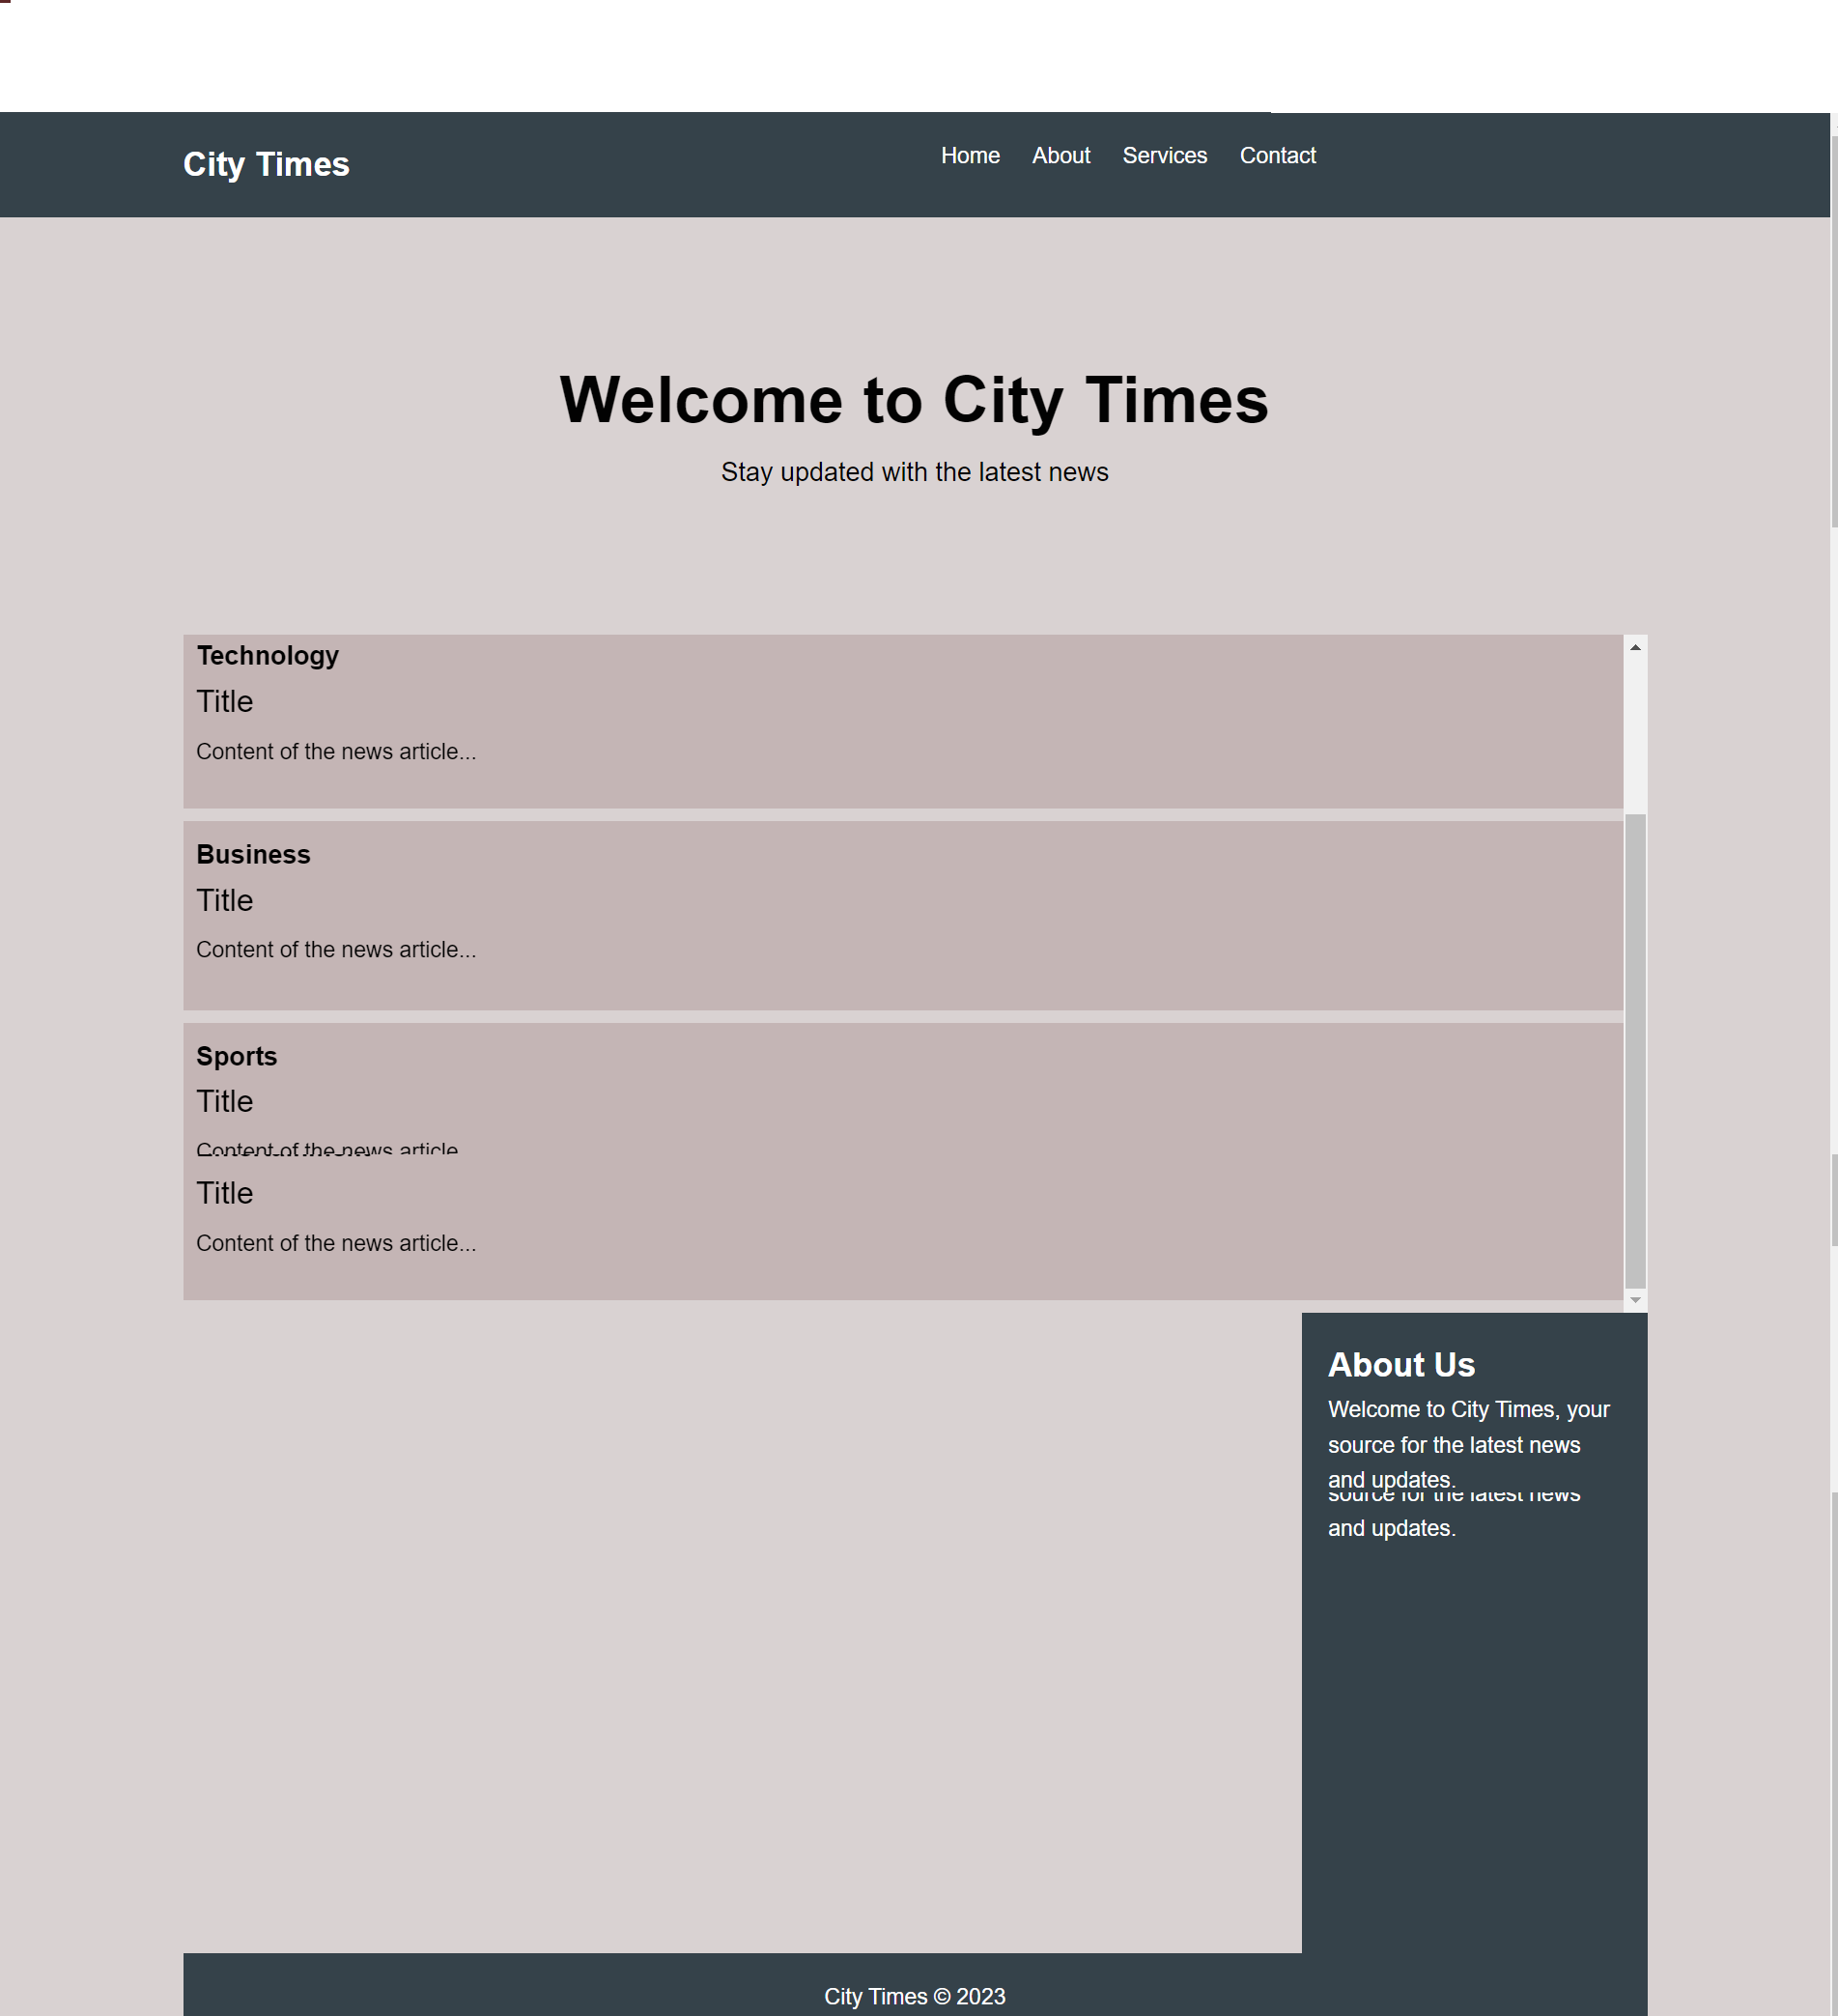 City Times
Home About Services Contact
Welcome to City Times
Stay updated with the latest news
Technology
Title
Content of the news article...
Business
Title
Content of the news article...
Sports
Title
Content of the news article
Title
Content of the news article...
About Us
Welcome to City Times, your
source for the latest news
and updates.
source for the latest news
and updates.
City Times © 2023